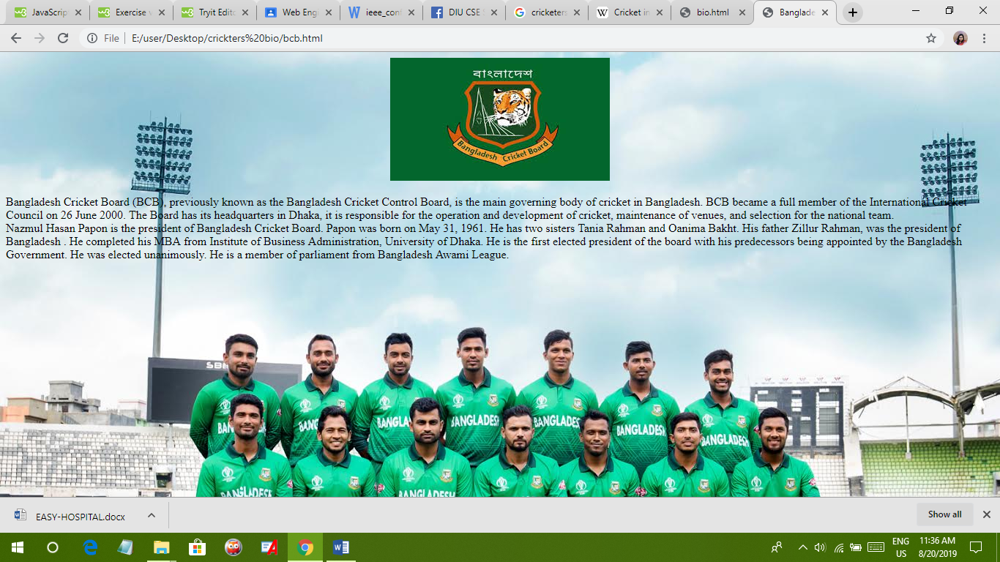 JavaScrip
Exercise v
Tryit Edito
Web Eng
ieee_conf
DIU CSE
cricketers
Cricket in
bio.html
Banglade
File
E:/user/Desktop/crickters%20bio/bcb.html
বাংলাদেশ
Bangladesh Cricket Board
Bangladesh Cricket Board (BCB), previously known as the Bangladesh Cricket Control Board, is the main governing body of cricket in Bangladesh. BCB became a full member of the International Cricket
Council on 26 June 2000. The Board has its headquarters in Dhaka, it is responsible for the operation and development of cricket, maintenance of venues, and selection for the national team.
Nazmul Hasan Papon is the president of Bangladesh Cricket Board. Papon was born on May 31, 1961. He has two sisters Tania Rahman and Oanima Bakht. His father Zillur Rahman, was the president of
Bangladesh . He completed his MBA from Institute of Business Administration, University of Dhaka. He is the first elected president of the board with his predecessors being appointed by the Bangladesh
Government. He was elected unanimously. He is a member of parliament from Bangladesh Awami League.
BANGLADESH
BANGLADESH
BANGLADESH
BANGLADESH
BANGLADESH
BANGLADESH
EASY-HOSPITAL.docx
Show all
ENG
US
11:36 AM
8/20/2019